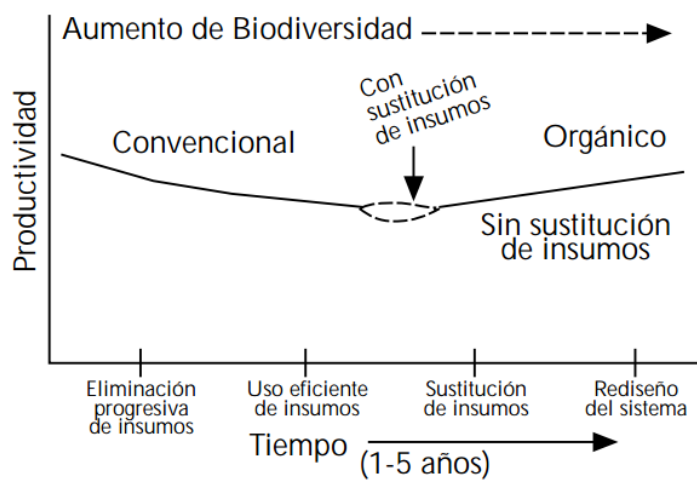 Aumento de Biodiversidad
Con
sustitución
de insumos
Convencional
Orgánico
Productividad
Sin sustitución
de insumos
Eliminación
progresiva
de insumos
Uso eficiente
de insumos
Sustitución
de insumos
Rediseño
del sistema
Tiempo
(1-5 años)